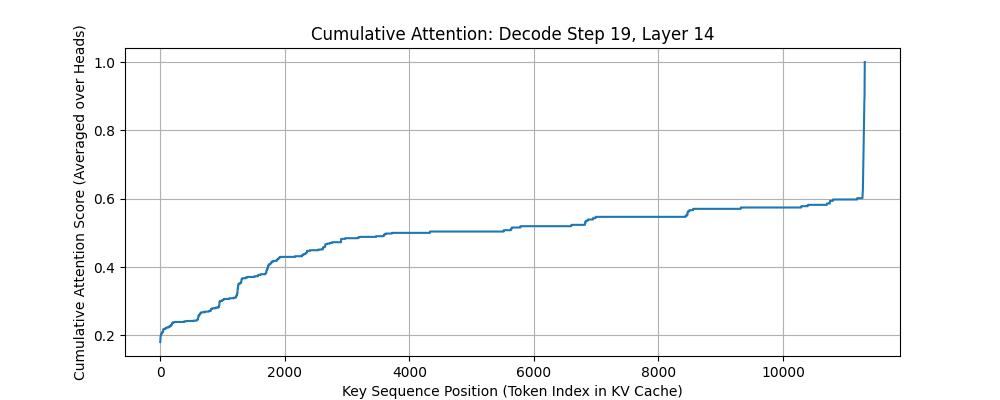 Cumulative Attention: Decode Step 19, Layer 14
Cumulative Attention Score (Averaged over Heads)
1.0
0.8
0.6
0.4
0.2
0 2000 4000 6000 8000 10000
Key Sequence Position (Token Index in KV Cache)